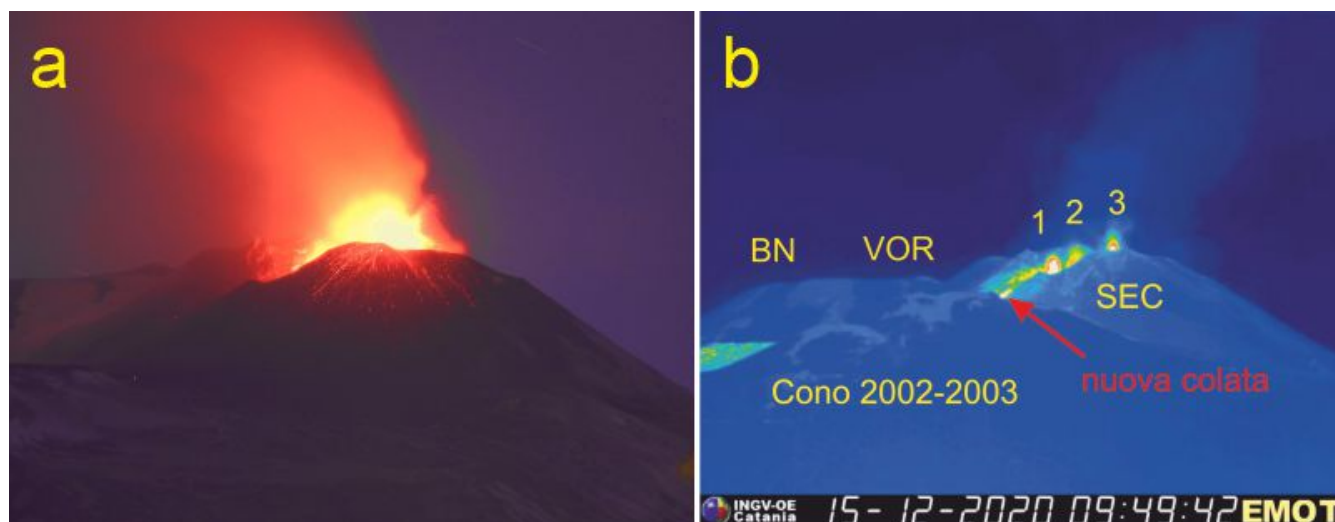 a
b
1
2
3
BN
VOR
SEC
nuova colata
Cono 2002-2003
INGV-OE
Catania
15-12-2020 09:49:42
EMOT